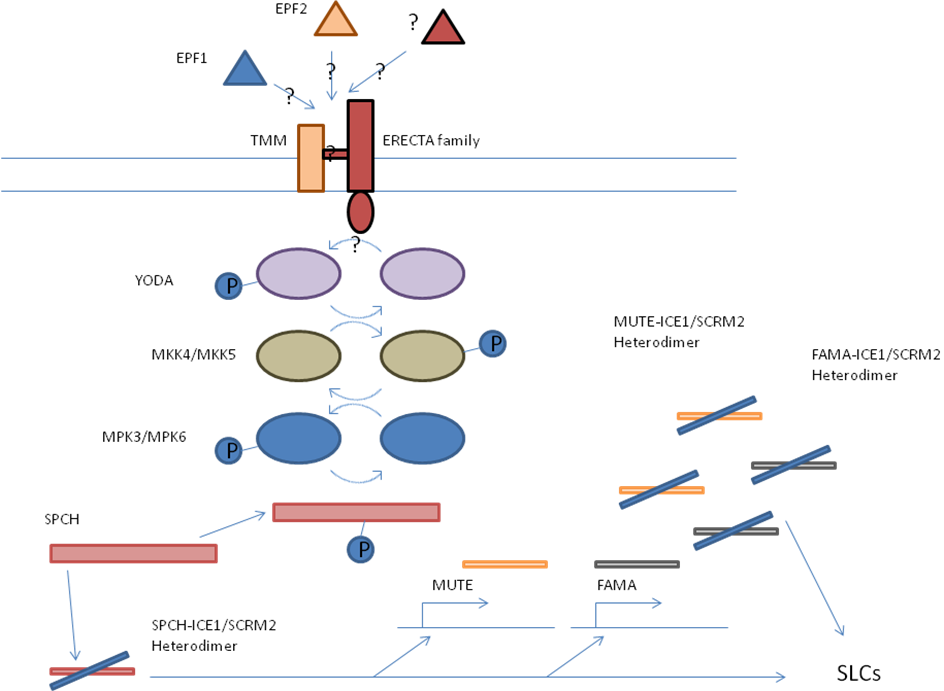 EPF2
?
EPF1
?
?
?
TMM
?
ERECTA family
?
YODA
P
MKK4/MKK5
P
MUTE-ICE1/SCRM2
Heterodimer
FAMA-ICE1/SCRM2
Heterodimer
MPK3/MPK6
P
SPCH
P
MUTE
FAMA
SPCH-ICE1/SCRM2
Heterodimer
SLCs